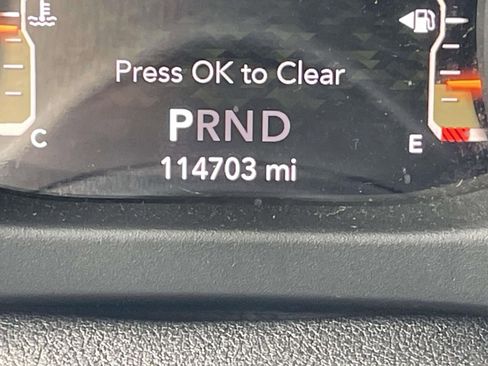 Press OK to Clear
PRND
C
E
114703 mi